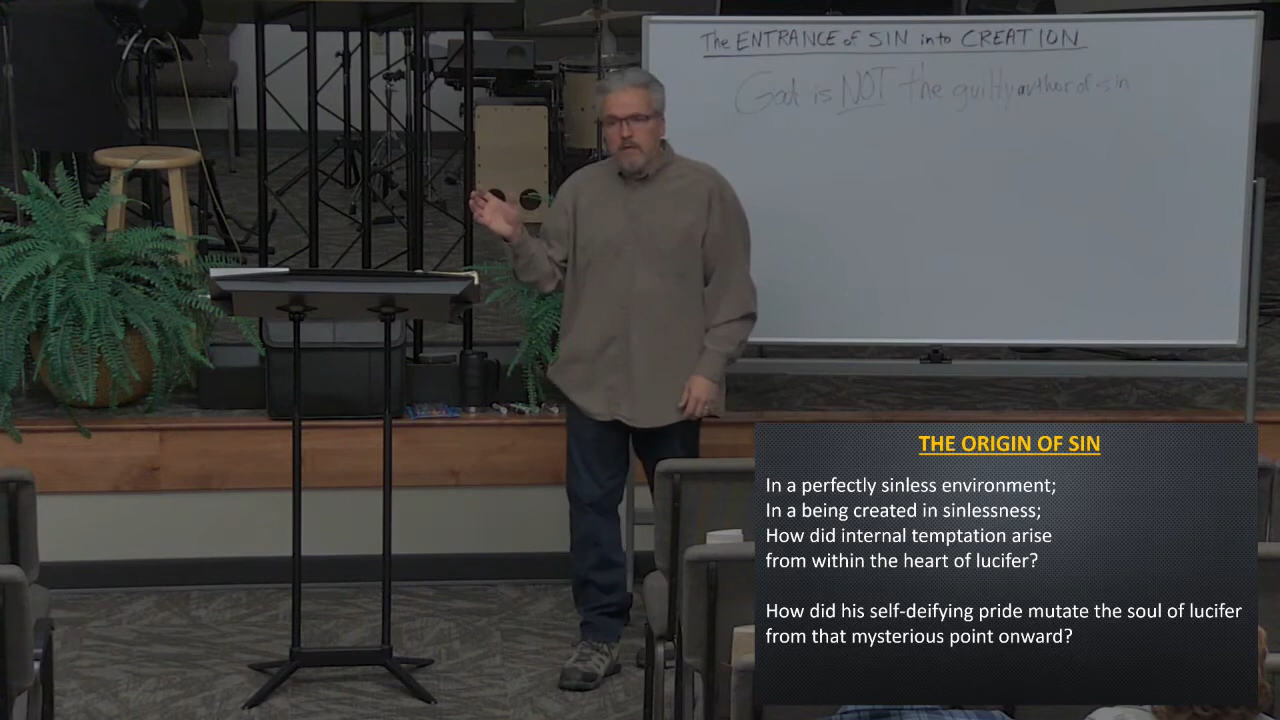 The ENTRANCE of SIN into CREATION
God is NOT the guilty author of sin
THE ORIGIN OF SIN
In a perfectly sinless environment;
In a being created in sinlessness;
How did internal temptation arise
from within the heart of lucifer?
How did his self-deifying pride mutate the soul of lucifer
from that mysterious point onward?